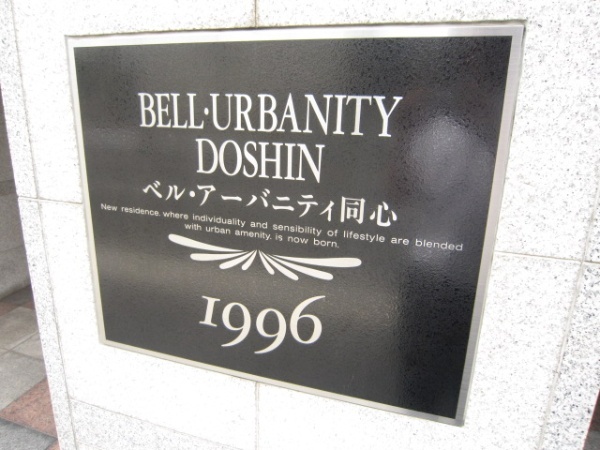 BELL·URBANITY
DOSHIN
ベル・アーバニティ同心
New residence. where individuality and sensibility of lifestyle are blended
with urban amenity. is now born.
1996